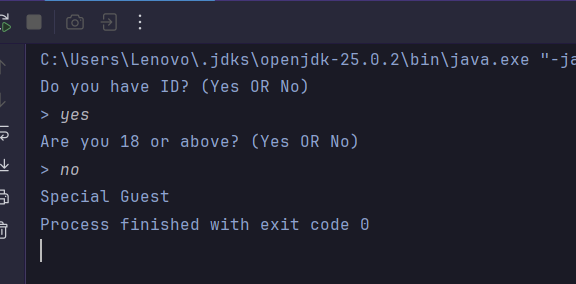 C:\Users\Lenovo\.jdks\openjdk-25.0.2\bin\java.exe "-ja
Do you have ID? (Yes OR No)
> yes
Are you 18 or above? (Yes OR No)
> no
Special Guest
Process finished with exit code 0